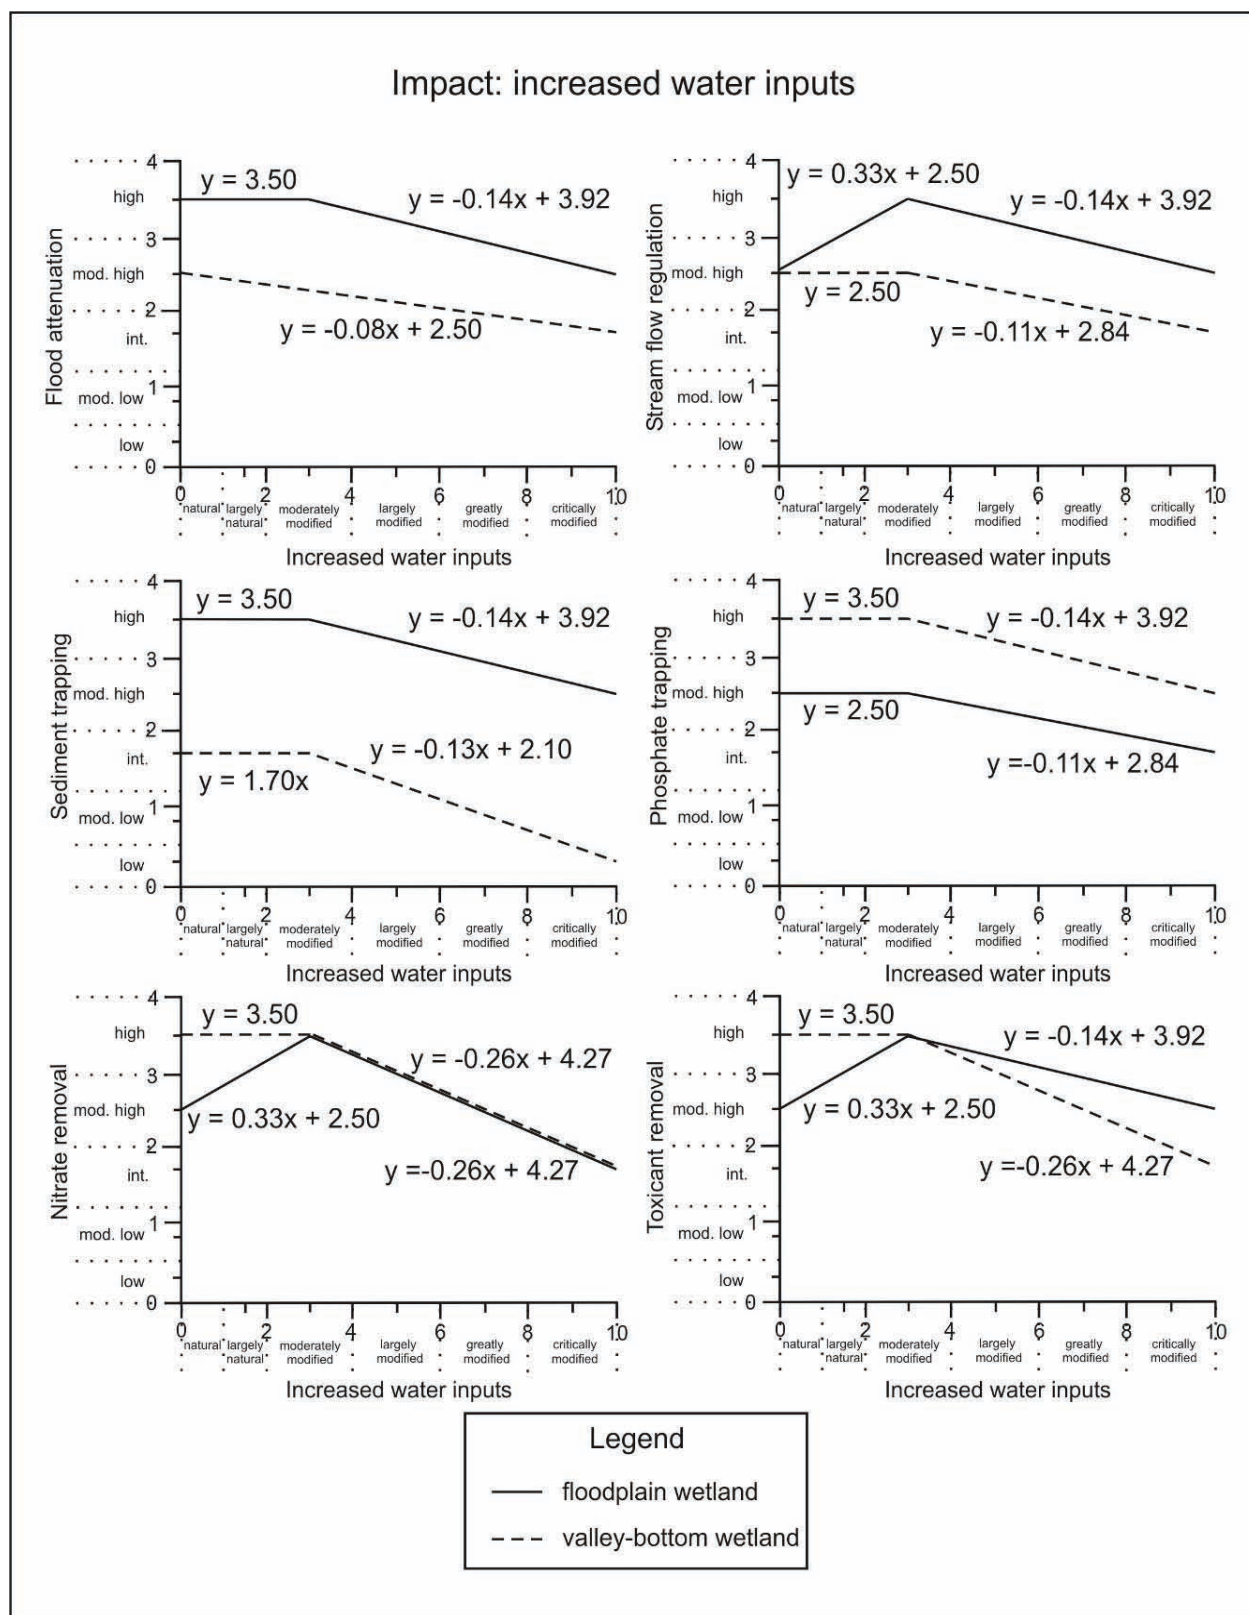 Impact: increased water inputs
Flood attenuation
4
high
3
mod. high
2
int.
1
mod. low
low
0
y = 3.50
y = -0.14x + 3.92
y = -0.08x + 2.50
0 2 4 6 8 10
natural largely natural moderately modified largely modified greatly modified critically modified
Increased water inputs
Stream flow regulation
4
high
3
mod. high
2
int.
1
mod. low
low
0
y = 0.33x + 2.50
y = -0.14x + 3.92
y = 2.50
y = -0.11x + 2.84
0 2 4 6 8 10
natural largely natural moderately modified largely modified greatly modified critically modified
Increased water inputs
Sediment trapping
4
high
3
mod. high
2
int.
1
mod. low
low
0
y = 3.50
y = -0.14x + 3.92
y = -0.13x + 2.10
y = 1.70x
0 2 4 6 8 10
natural largely natural moderately modified largely modified greatly modified critically modified
Increased water inputs
Phosphate trapping
4
high
3
mod. high
2
int.
1
mod. low
low
0
y = 3.50
y = -0.14x + 3.92
y = 2.50
y =-0.11x + 2.84
0 2 4 6 8 10
natural largely natural moderately modified largely modified greatly modified critically modified
Increased water inputs
Nitrate removal
4
high
3
mod. high
2
int.
1
mod. low
low
0
y = 3.50
y = -0.26x + 4.27
y = 0.33x + 2.50
y =-0.26x + 4.27
0 2 4 6 8 10
natural largely natural moderately modified largely modified greatly modified critically modified
Increased water inputs
Toxicant removal
4
high
3
mod. high
2
int.
1
mod. low
low
0
y = 3.50
y = -0.14x + 3.92
y = 0.33x + 2.50
y =-0.26x + 4.27
0 2 4 6 8 10
natural largely natural moderately modified largely modified greatly modified critically modified
Increased water inputs
Legend
floodplain wetland
valley-bottom wetland